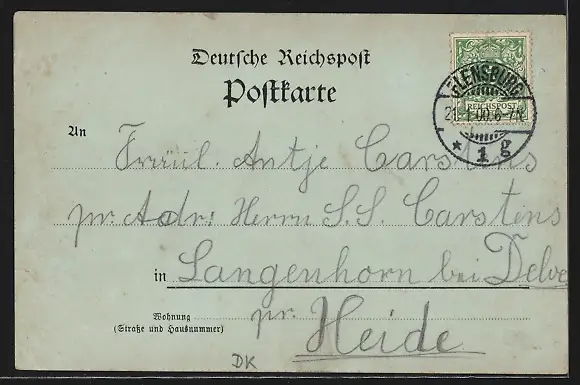 Deutsche Reichspost
Postkarte
FLENSBURG
21.1.00.6-7N
* 1 g
REICHSPOST
An
Fräul. Antje Carstens
pr. Adr: Herrn S. S. Carstens
in Langenhorn bei Delve
pr. Heide
Wohnung
(Straße und Hausnummer)
DK